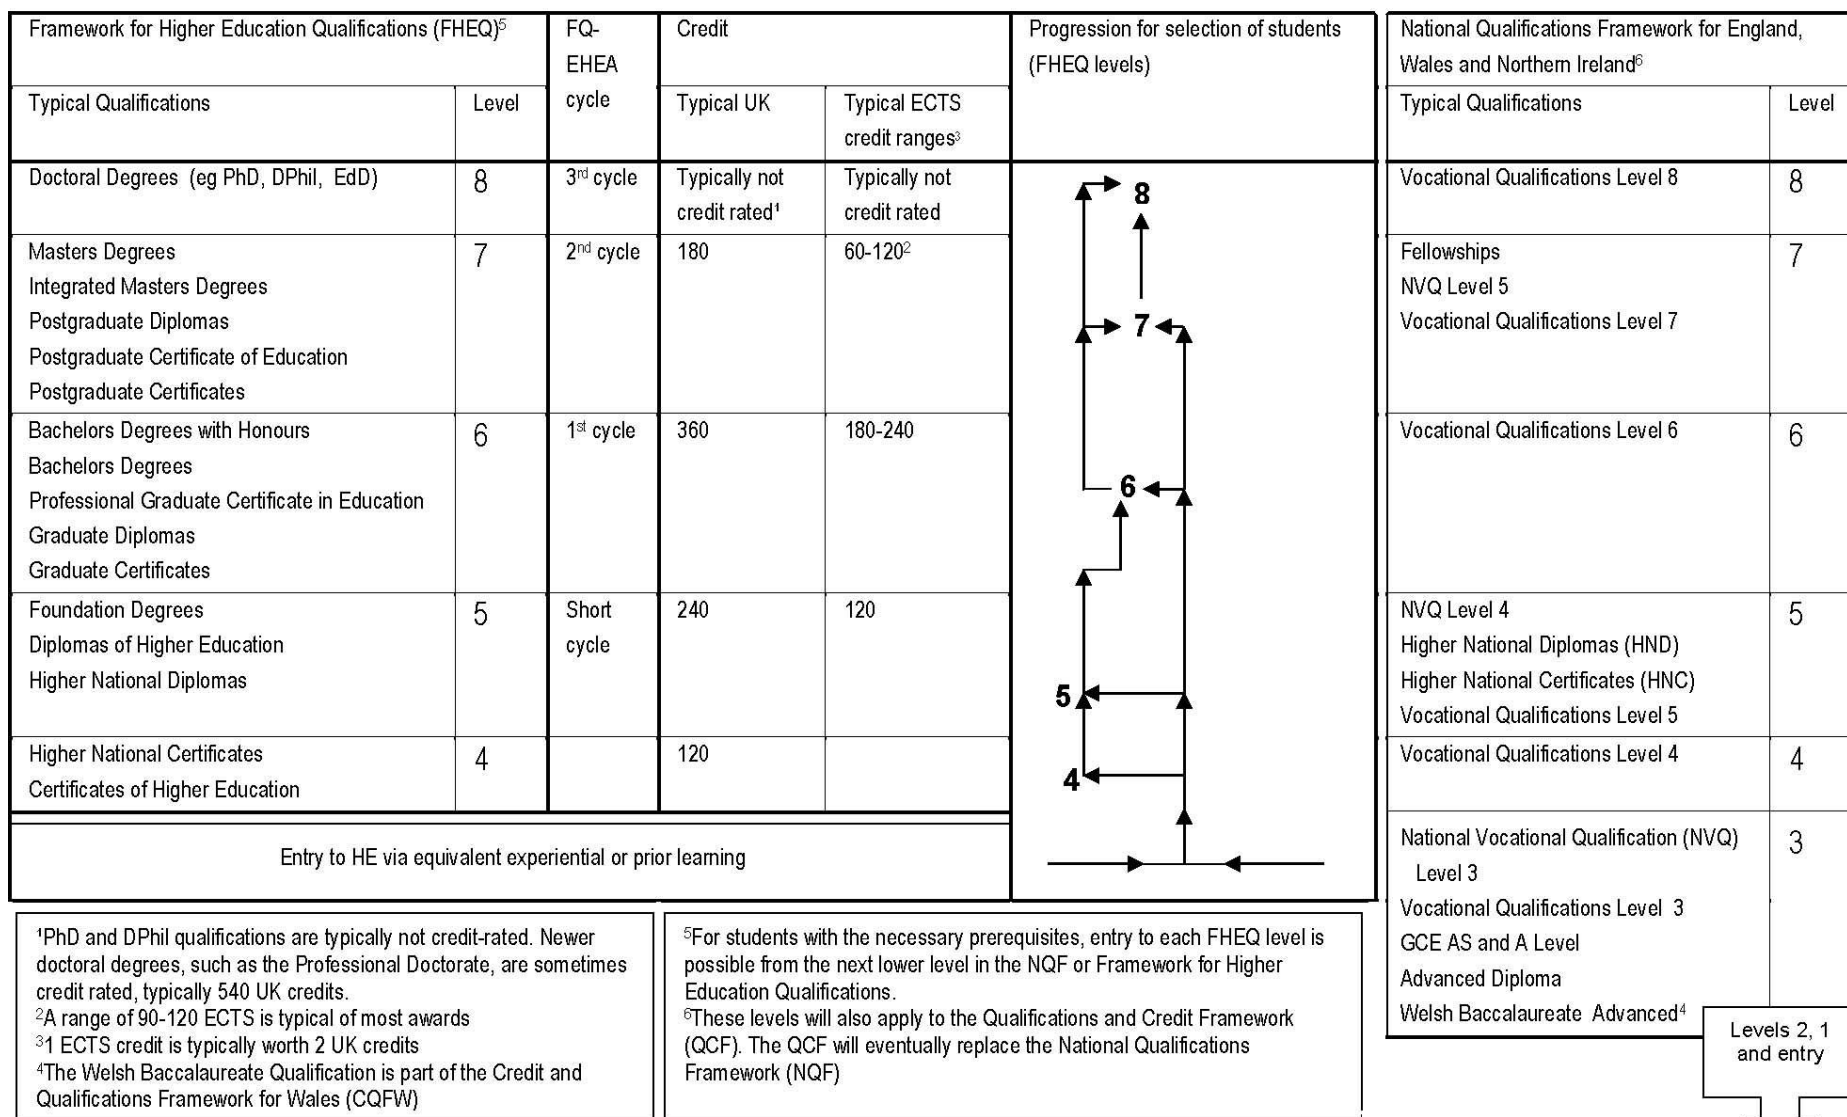 Framework for Higher Education Qualifications (FHEQ)⁵
FQ-
EHEA
cycle
Credit
Progression for selection of students
(FHEQ levels)
National Qualifications Framework for England,
Wales and Northern Ireland⁶
Typical Qualifications
Level
Typical UK
Typical ECTS
credit ranges³
Typical Qualifications
Level
Doctoral Degrees (eg PhD, DPhil, EdD)
8
3rd cycle
Typically not
credit rated¹
Typically not
credit rated
8
Vocational Qualifications Level 8
8
Masters Degrees
Integrated Masters Degrees
Postgraduate Diplomas
Postgraduate Certificate of Education
Postgraduate Certificates
7
2nd cycle
180
60-120²
7
Fellowships
NVQ Level 5
Vocational Qualifications Level 7
7
Bachelors Degrees with Honours
Bachelors Degrees
Professional Graduate Certificate in Education
Graduate Diplomas
Graduate Certificates
6
1st cycle
360
180-240
6
Vocational Qualifications Level 6
6
Foundation Degrees
Diplomas of Higher Education
Higher National Diplomas
5
Short
cycle
240
120
5
NVQ Level 4
Higher National Diplomas (HND)
Higher National Certificates (HNC)
Vocational Qualifications Level 5
5
Higher National Certificates
Certificates of Higher Education
4
120
4
Vocational Qualifications Level 4
4
Entry to HE via equivalent experiential or prior learning
National Vocational Qualification (NVQ)
Level 3
Vocational Qualifications Level 3
GCE AS and A Level
Advanced Diploma
Welsh Baccalaureate Advanced⁴
3
Levels 2, 1
and entry
¹PhD and DPhil qualifications are typically not credit-rated. Newer
doctoral degrees, such as the Professional Doctorate, are sometimes
credit rated, typically 540 UK credits.
²A range of 90-120 ECTS is typical of most awards
³1 ECTS credit is typically worth 2 UK credits
⁴The Welsh Baccalaureate Qualification is part of the Credit and
Qualifications Framework for Wales (CQFW)
⁵For students with the necessary prerequisites, entry to each FHEQ level is
possible from the next lower level in the NQF or Framework for Higher
Education Qualifications.
⁶These levels will also apply to the Qualifications and Credit Framework
(QCF). The QCF will eventually replace the National Qualifications
Framework (NQF)